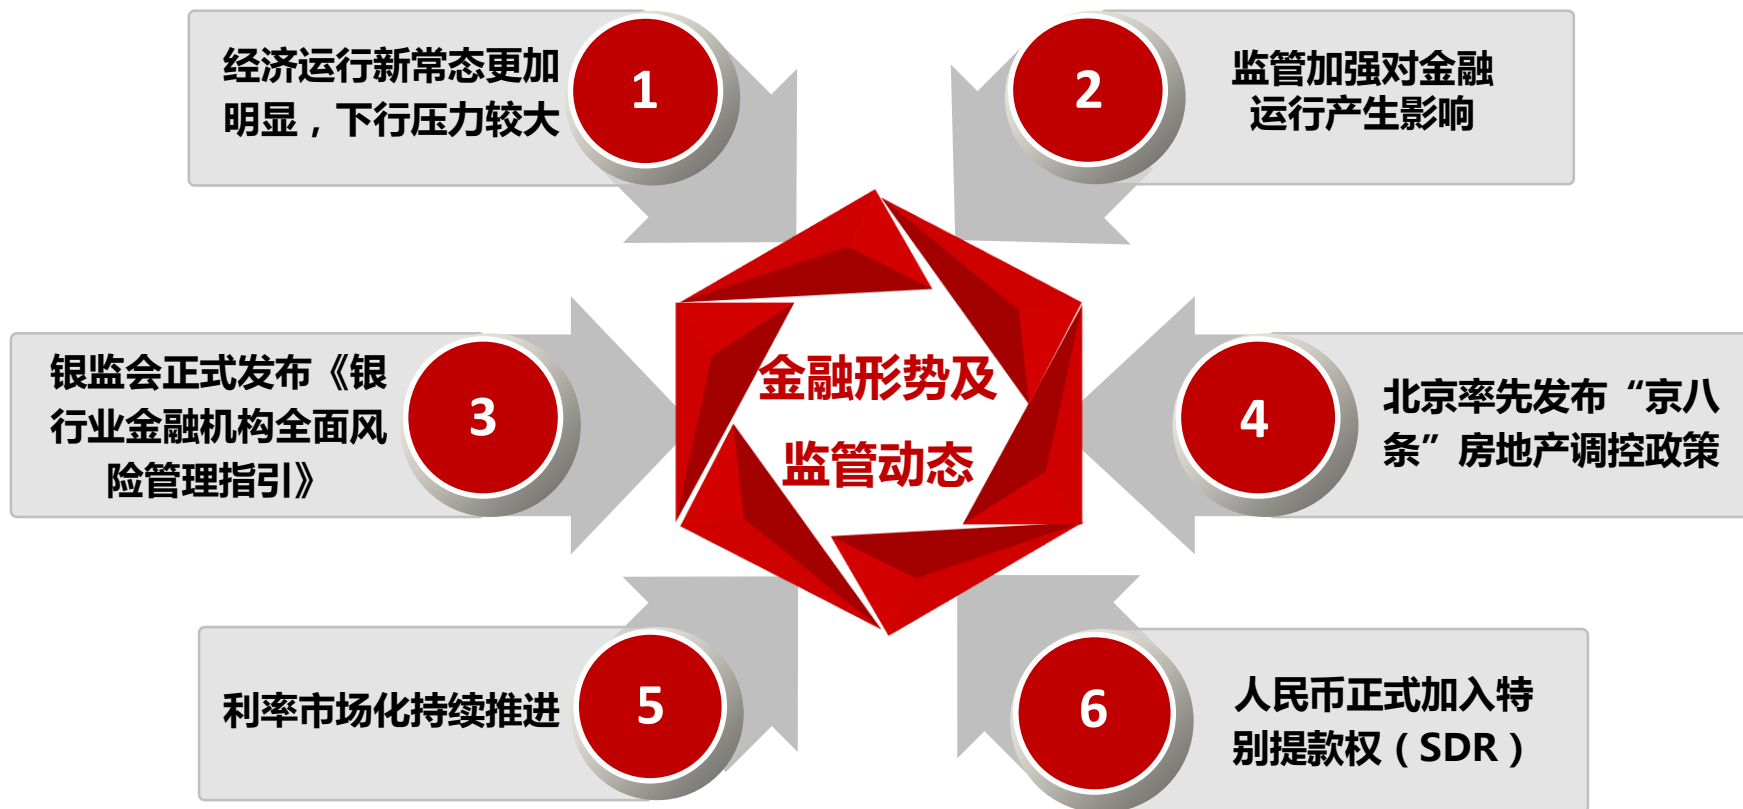 1
经济运行新常态更加
明显，下行压力较大
2
监管加强对金融
运行产生影响
3
银监会正式发布《银
行业金融机构全面风
险管理指引》
金融形势及
监管动态
4
北京率先发布“京八
条”房地产调控政策
5
利率市场化持续推进
6
人民币正式加入特
别提款权（SDR）